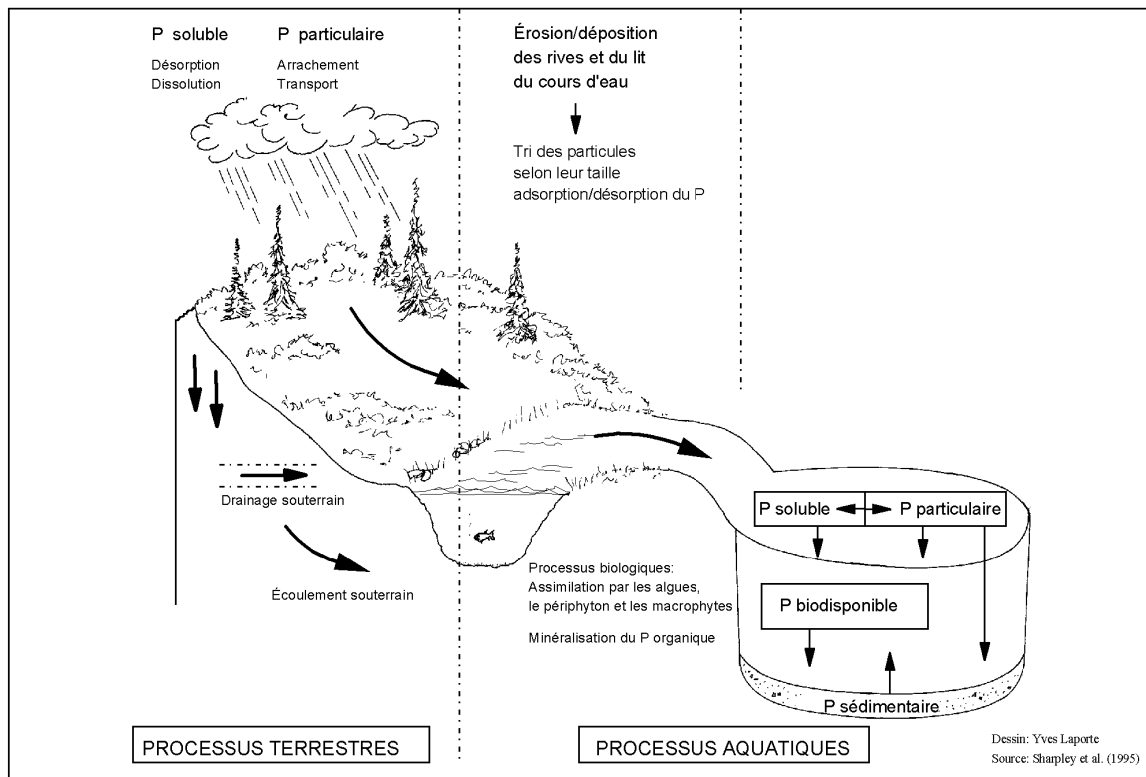 P soluble
Désorption
Dissolution
P particulaire
Arrachement
Transport
Érosion/déposition
des rives et du lit
du cours d'eau
Tri des particules
selon leur taille
adsorption/désorption du P
Drainage souterrain
Écoulement souterrain
Processus biologiques:
Assimilation par les algues,
le périphyton et les macrophytes
Minéralisation du P organique
P soluble
P particulaire
P biodisponible
P sédimentaire
PROCESSUS TERRESTRES
PROCESSUS AQUATIQUES
Dessin: Yves Laporte
Source: Sharpley et al. (1995)